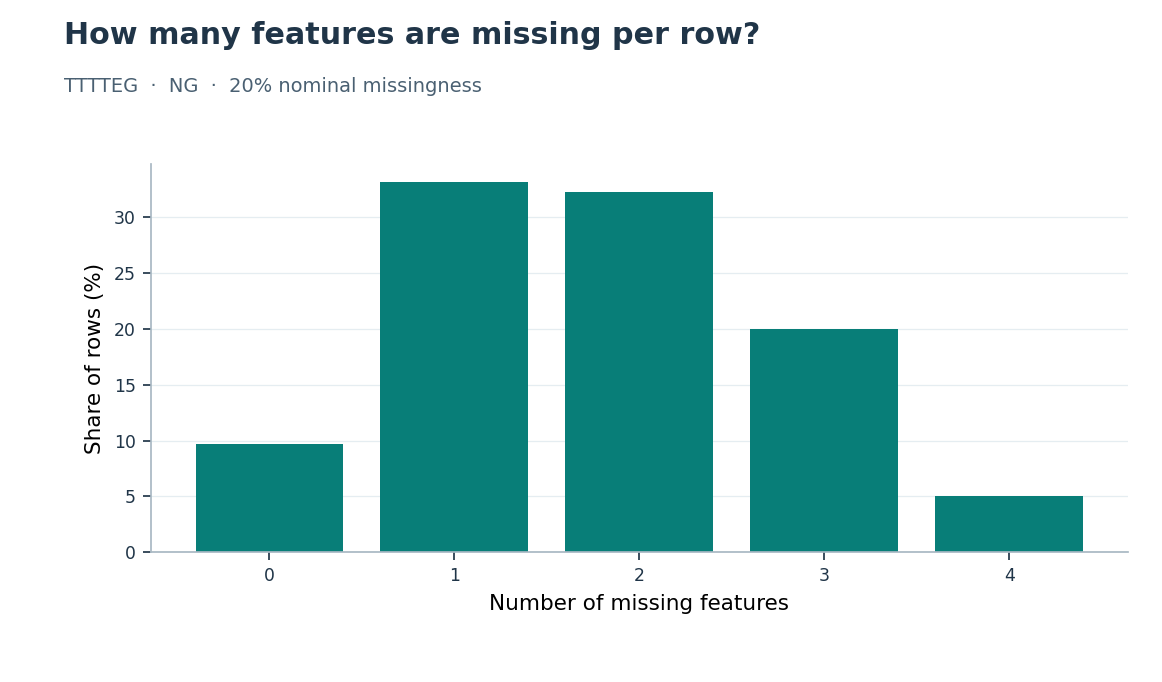 How many features are missing per row?
TTTTEG · NG · 20% nominal missingness
Share of rows (%)
30
25
20
15
10
5
0
0 1 2 3 4
Number of missing features